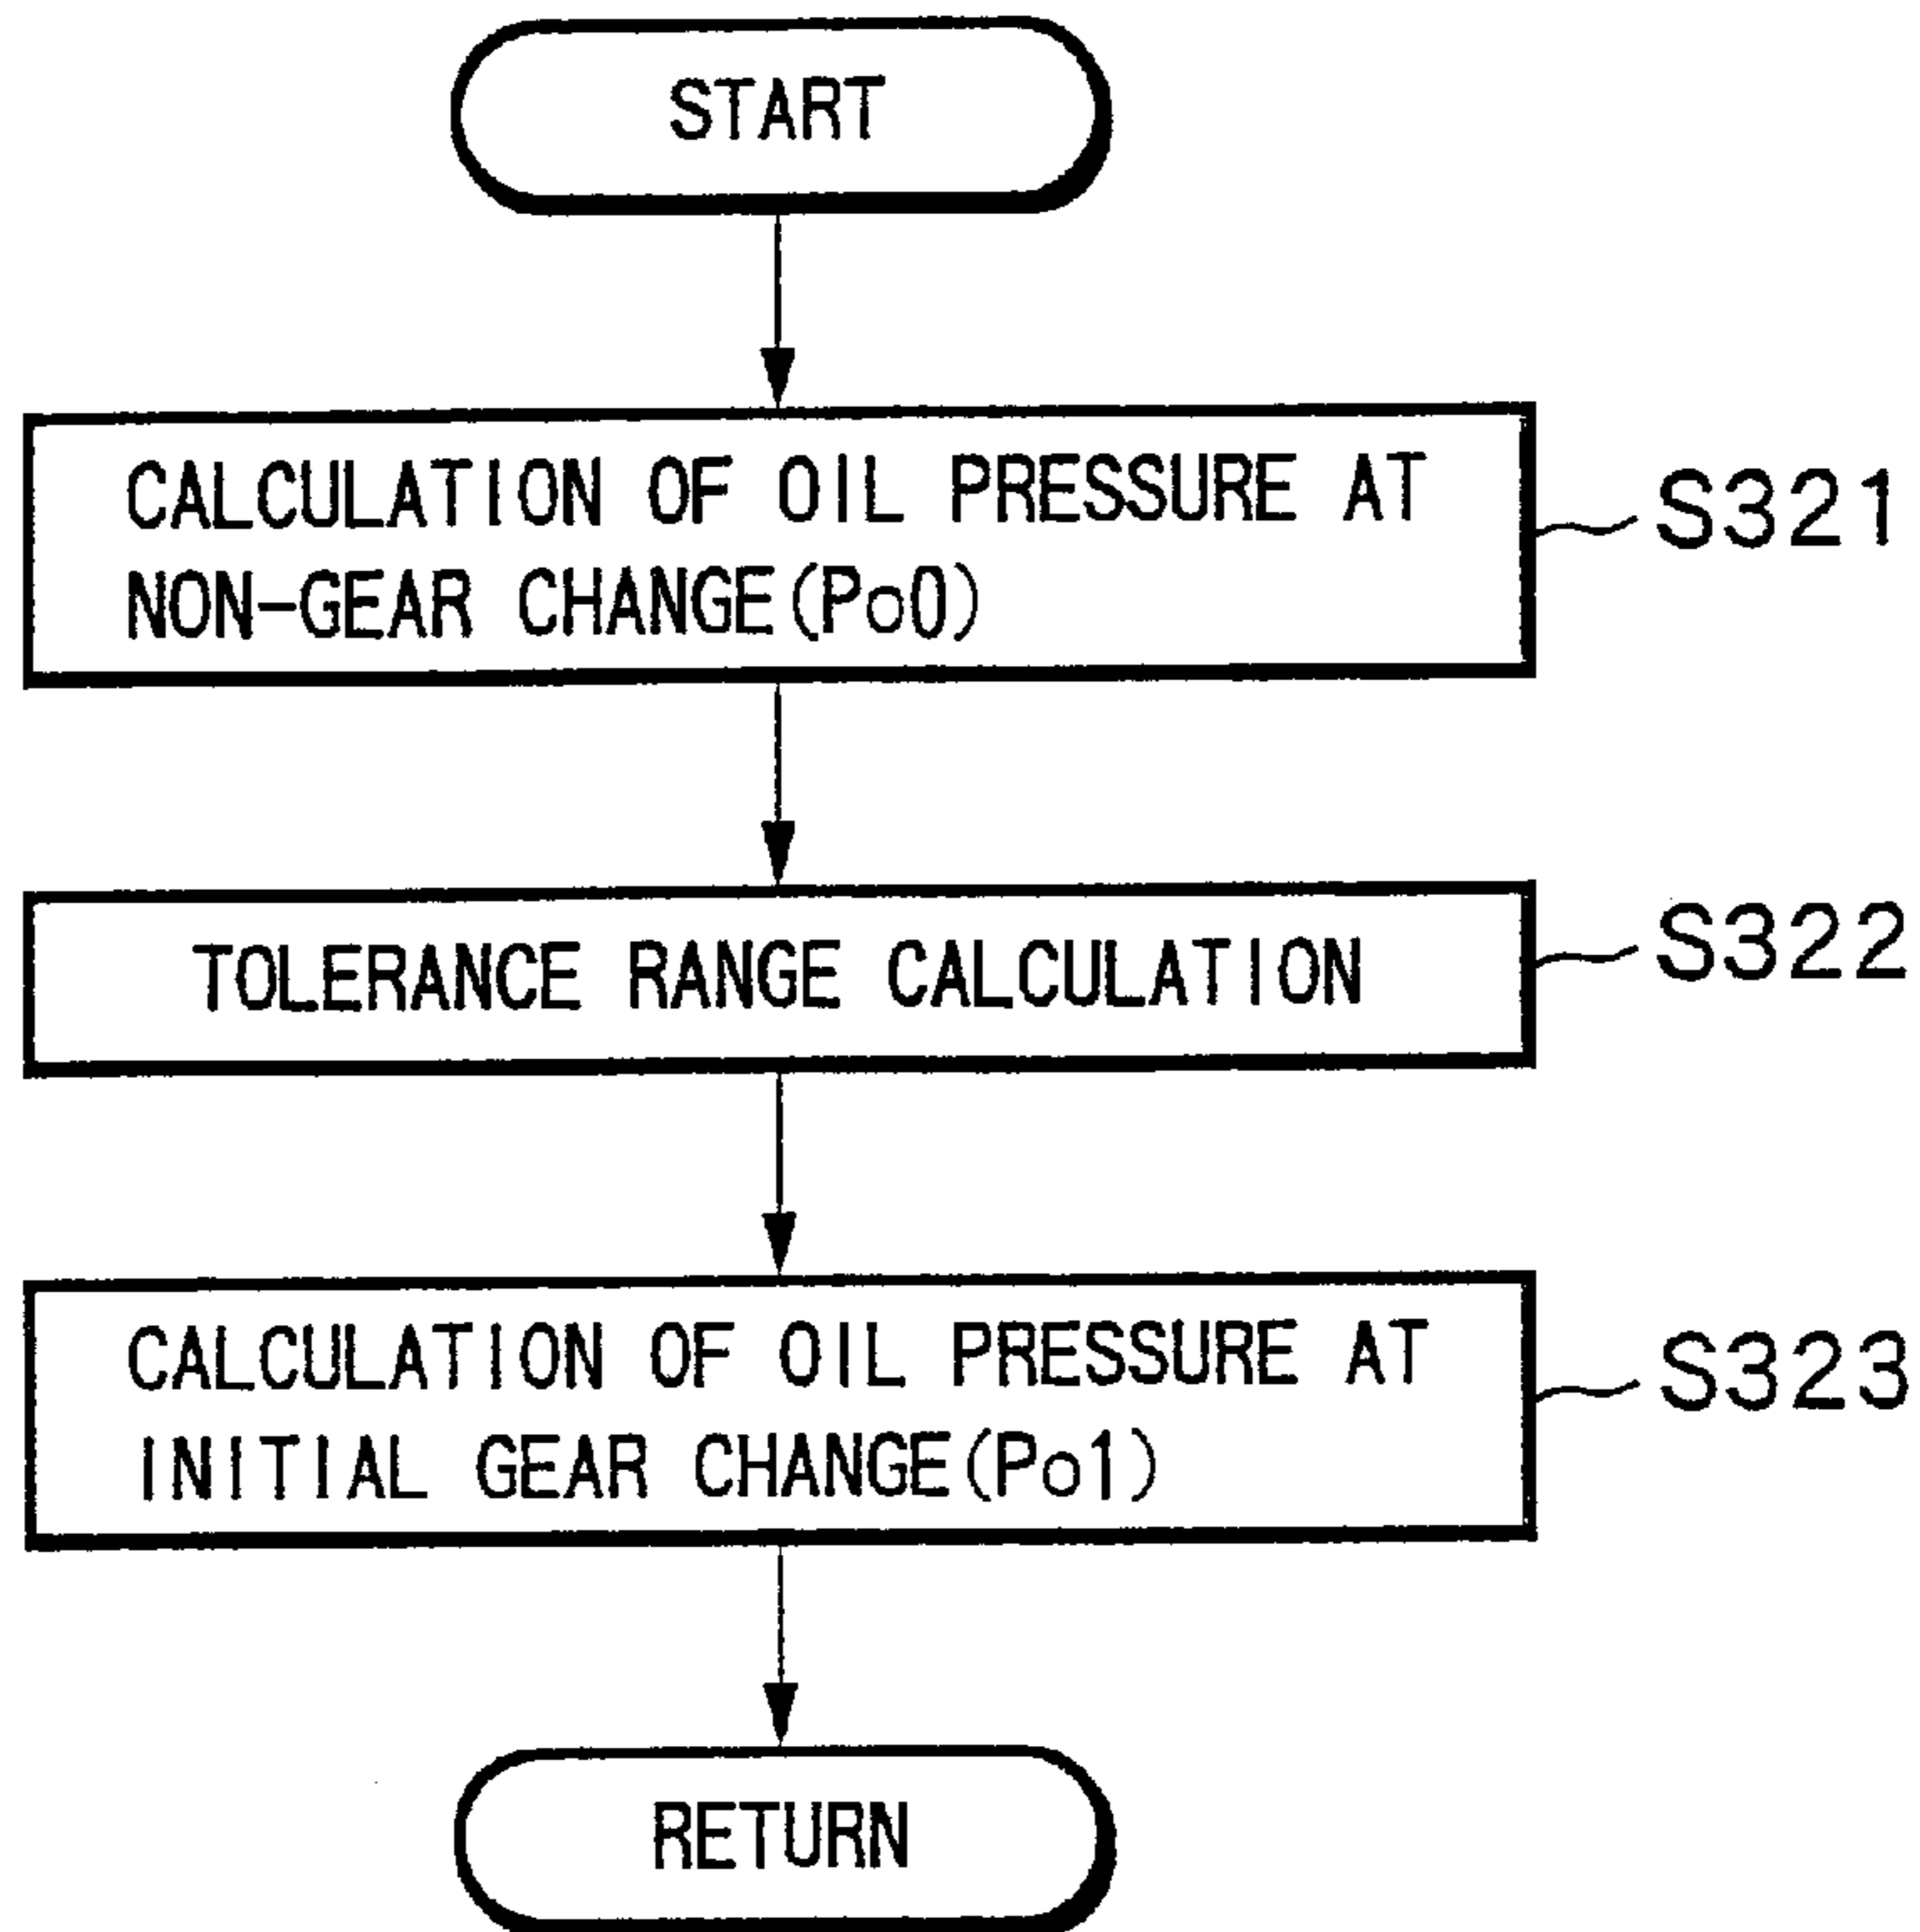 START
CALCULATION OF OIL PRESSURE AT
NON-GEAR CHANGE(Po0)
S321
TOLERANCE RANGE CALCULATION
S322
CALCULATION OF OIL PRESSURE AT
INITIAL GEAR CHANGE(Po1)
S323
RETURN